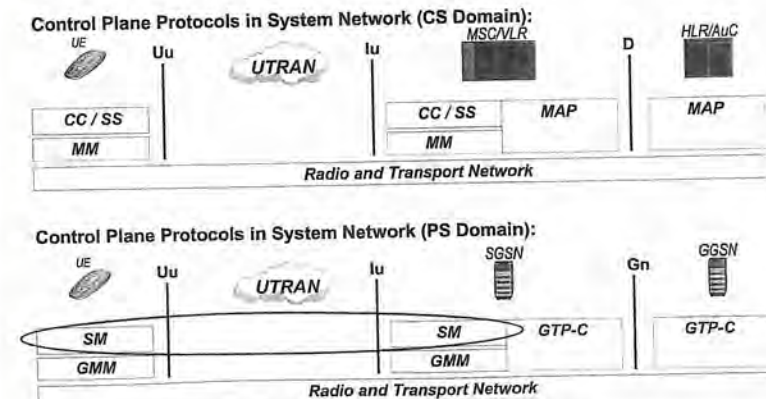 Control Plane Protocols in System Network (CS Domain):
UE Uu UTRAN Iu MSC/VLR D HLR/AuC
CC / SS CC / SS MAP MAP
MM MM
Radio and Transport Network
Control Plane Protocols in System Network (PS Domain):
UE Uu UTRAN Iu SGSN Gn GGSN
SM SM GTP-C GTP-C
GMM GMM
Radio and Transport Network